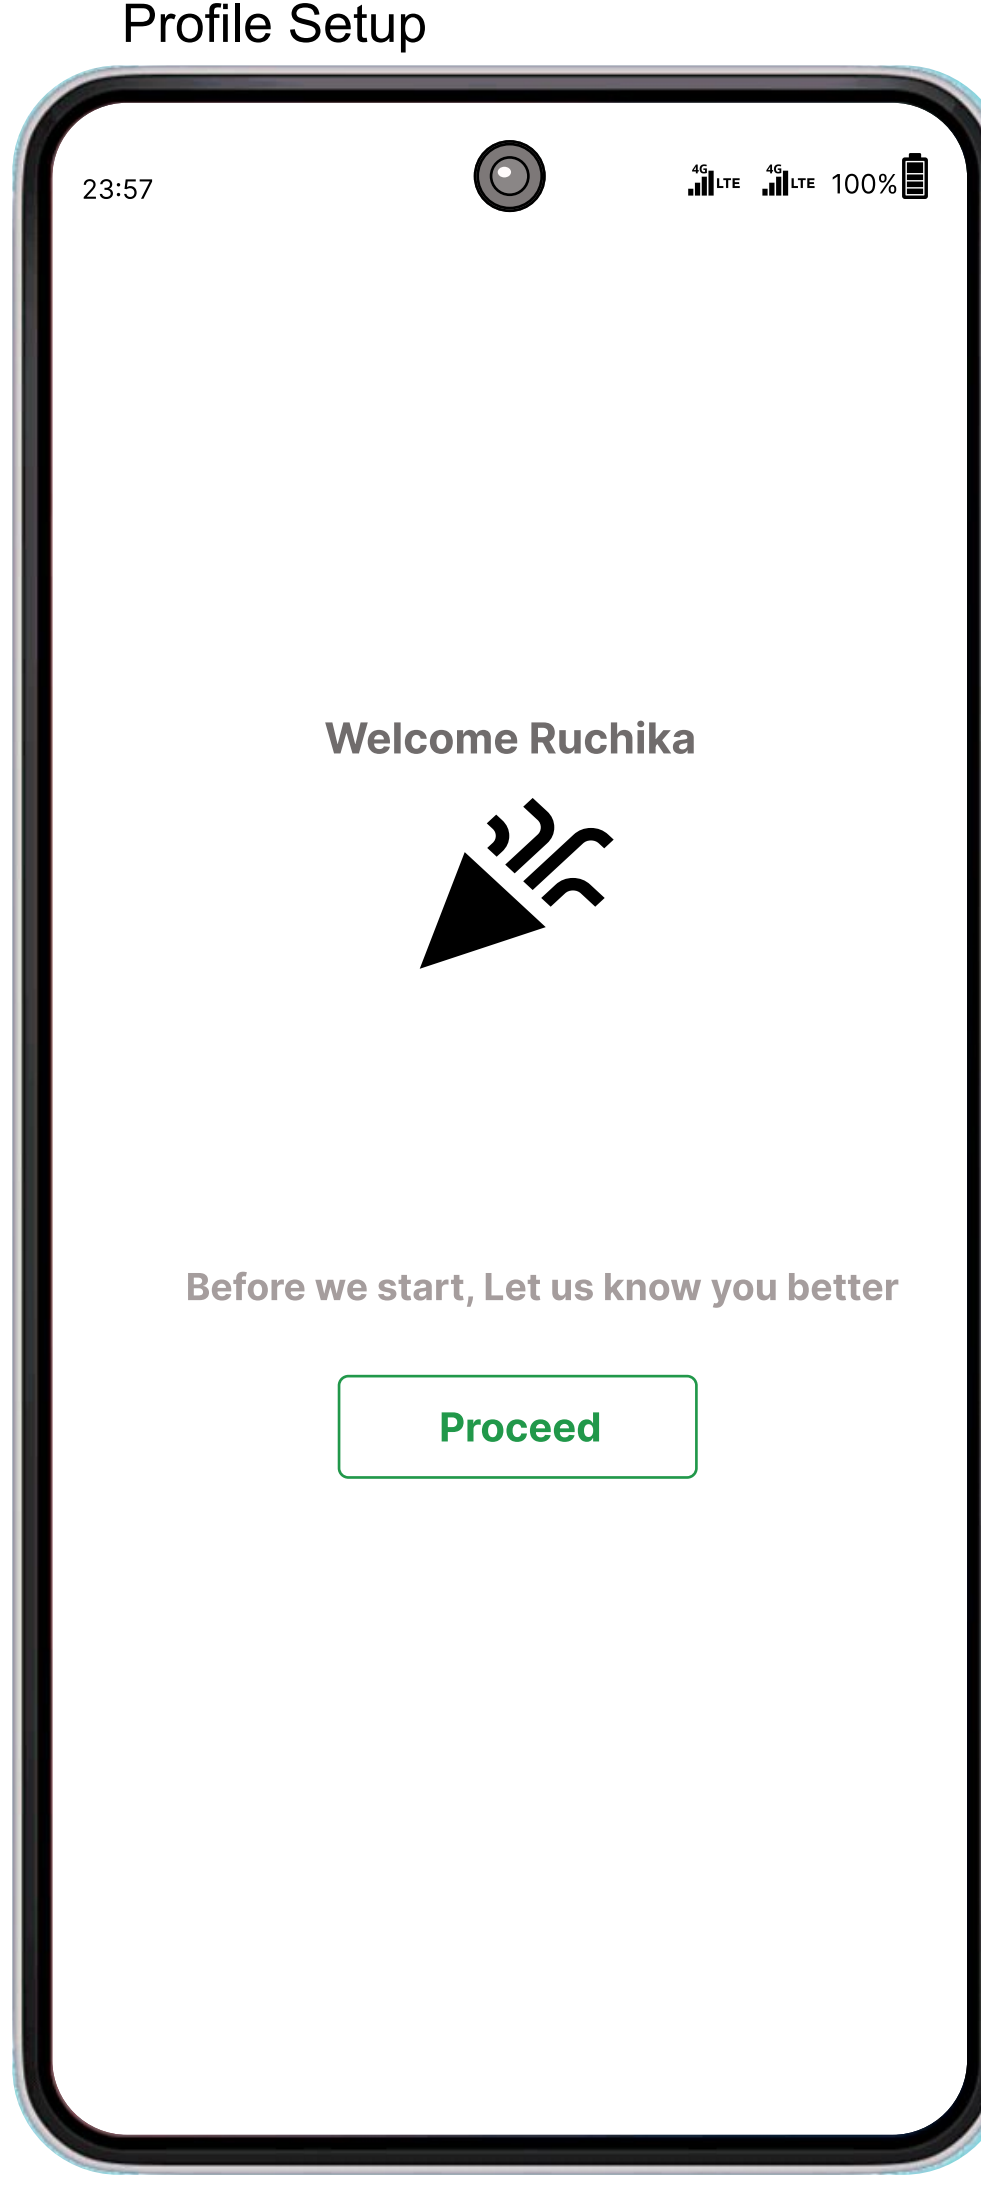 Profile Setup
23:57
4G LTE 4G LTE 100%
Welcome Ruchika
Before we start, Let us know you better
Proceed